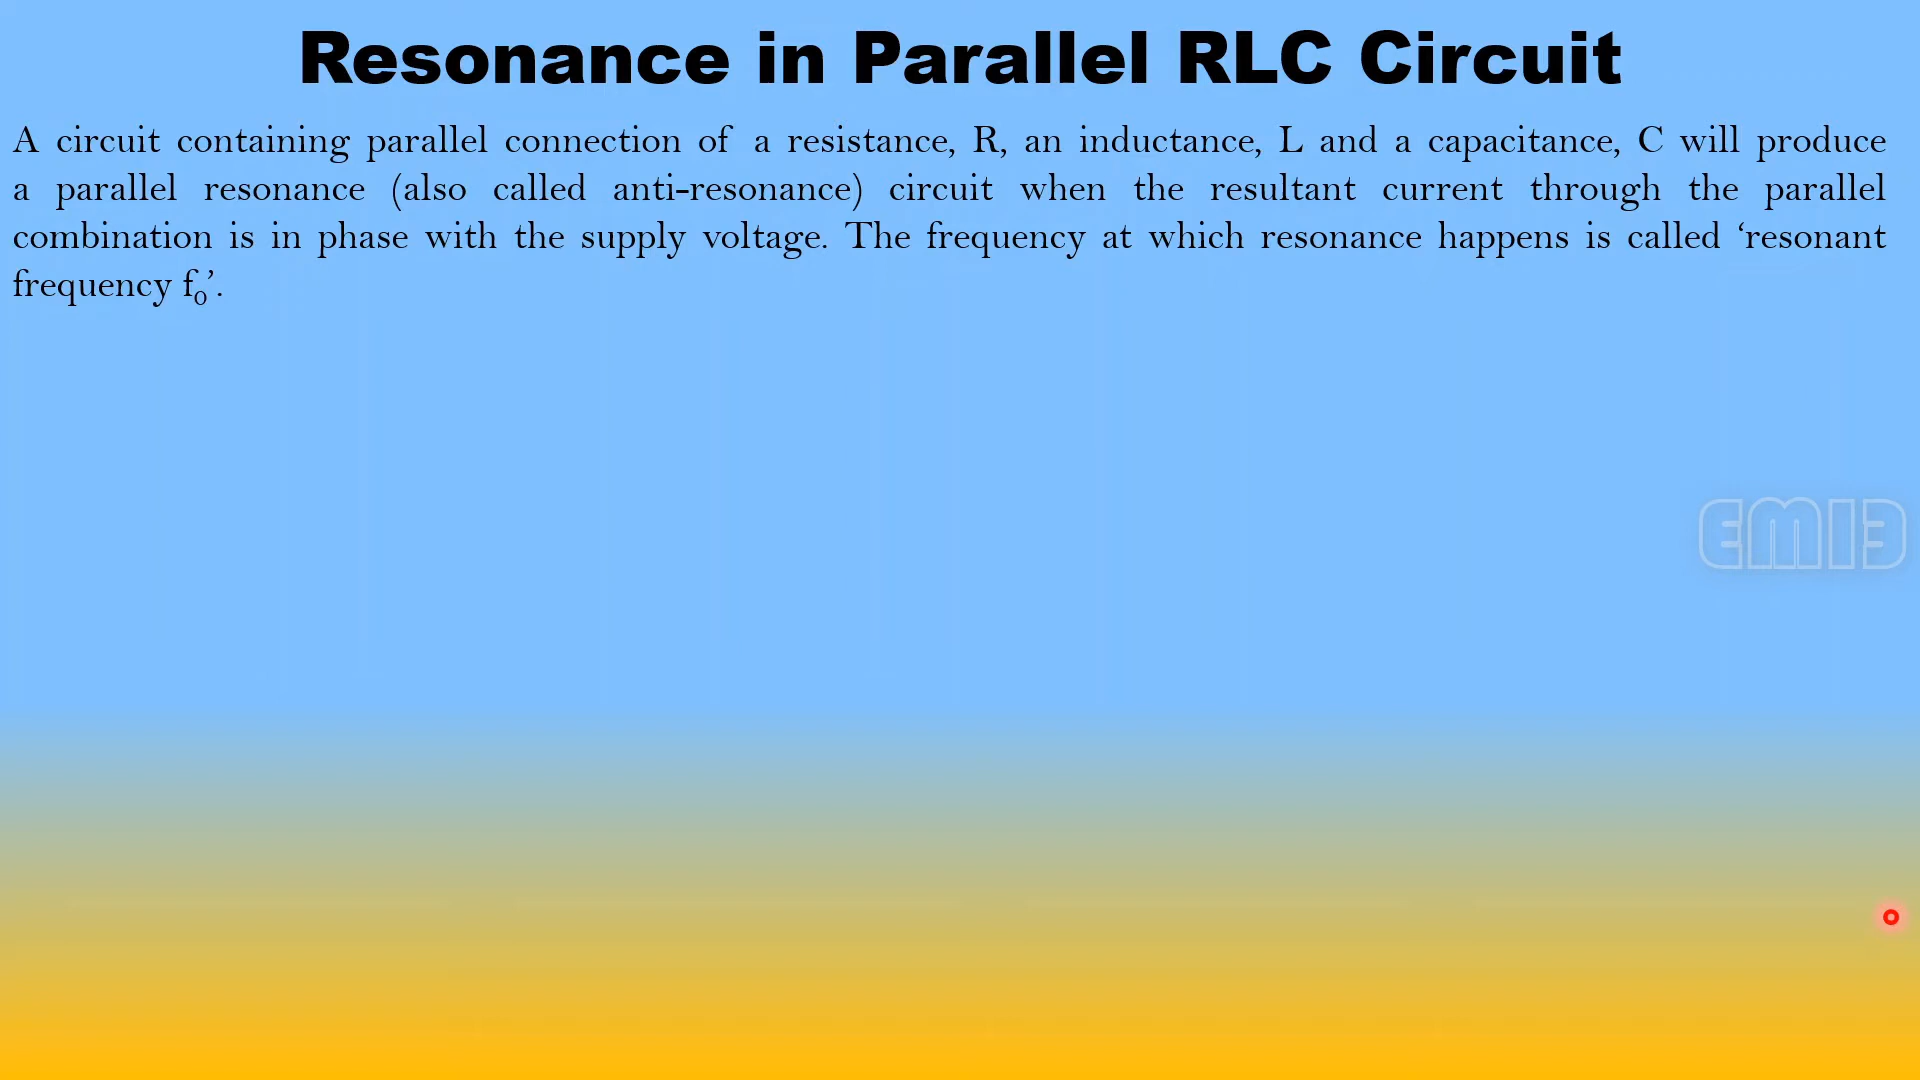 Resonance in Parallel RLC Circuit
A circuit containing parallel connection of a resistance, R, an inductance, L and a capacitance, C will produce
a parallel resonance (also called anti-resonance) circuit when the resultant current through the parallel
combination is in phase with the supply voltage. The frequency at which resonance happens is called ‘resonant
frequency fₒ’.
EMIE